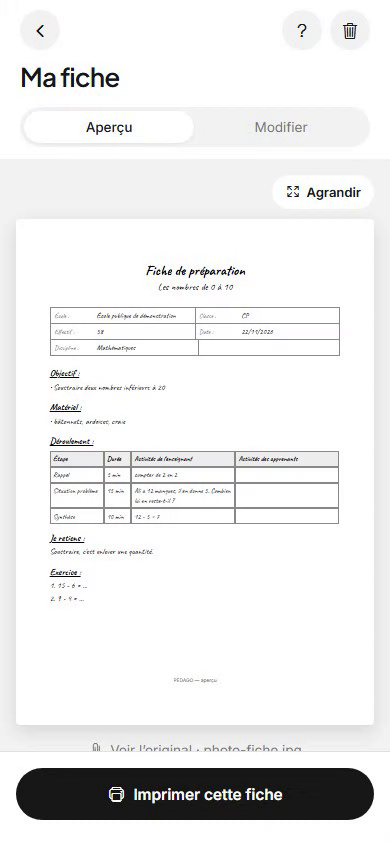 ?
Ma fiche
Aperçu
Modifier
Agrandir
Fiche de préparation
Les nombres de 0 à 10
École : École publique de démonstration Classe : CP
Effectif : 38 Date : 22/11/2026
Discipline : Mathématiques
Objectif :
• Soustraire deux nombres inférieurs à 20
Matériel :
• bâtonnets, ardoises, craie
Déroulement :
Étape Durée Activités de l'enseignant Activités des apprenants
Rappel 5 min compter de 2 en 2
Situation problème 15 min Ali a 12 mangues, il en donne 5. Combien
lui en reste-t-il ?
Synthèse 10 min 12 - 5 = 7
Je retiens :
Soustraire, c'est enlever une quantité.
Exercice :
1. 15 - 6 = ...
2. 9 - 4 = ...
PEDAGO — aperçu
Voir l'original · photo-fiche.jpg
Imprimer cette fiche